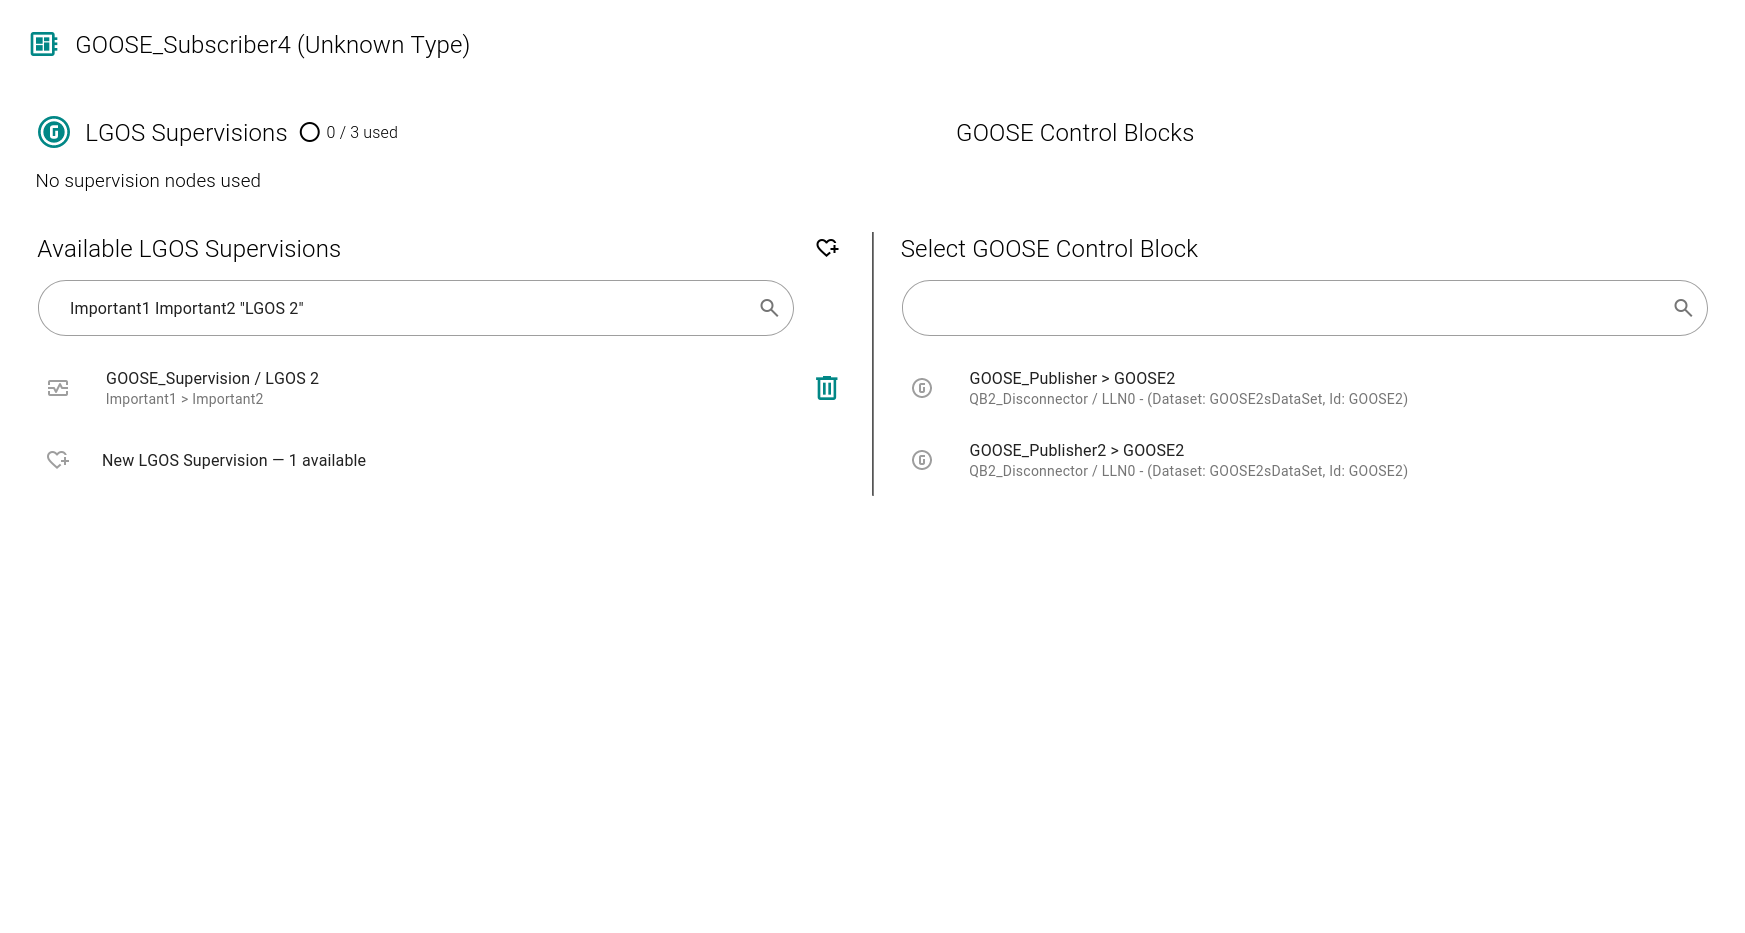 GOOSE_Subscriber4 (Unknown Type)
LGOS Supervisions 0 / 3 used
GOOSE Control Blocks
No supervision nodes used
Available LGOS Supervisions
Important1 Important2 "LGOS 2"
GOOSE_Supervision / LGOS 2
Important1 > Important2
New LGOS Supervision — 1 available
Select GOOSE Control Block
GOOSE_Publisher > GOOSE2
QB2_Disconnector / LLN0 - (Dataset: GOOSE2sDataSet, Id: GOOSE2)
GOOSE_Publisher2 > GOOSE2
QB2_Disconnector / LLN0 - (Dataset: GOOSE2sDataSet, Id: GOOSE2)